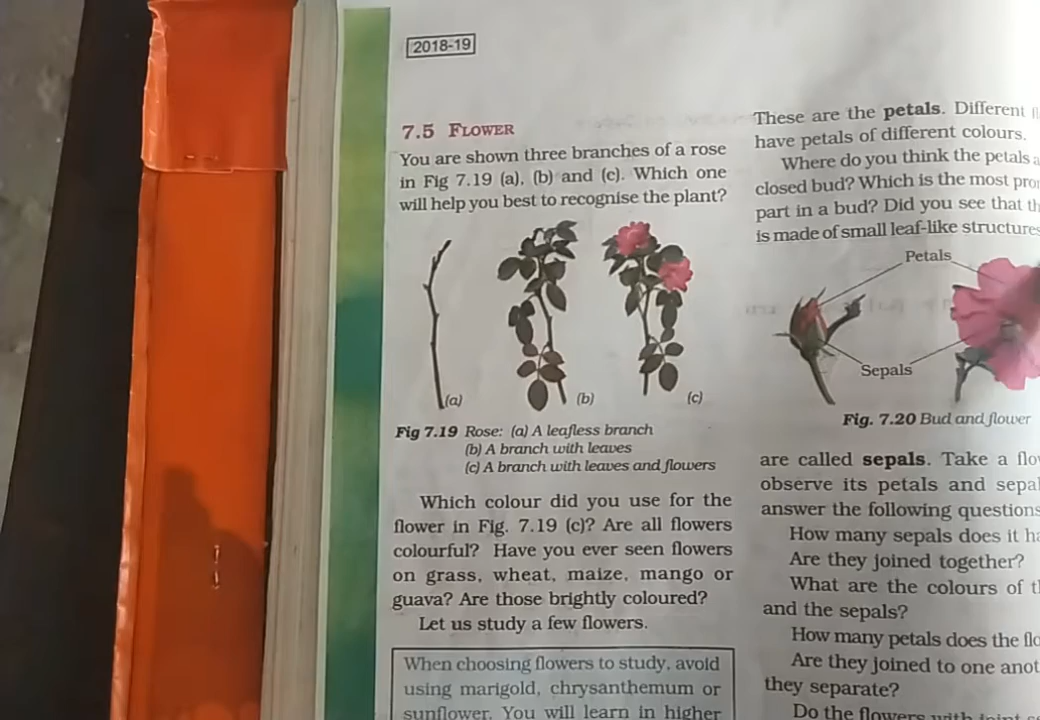 2018-19
7.5 FLOWER
You are shown three branches of a rose
in Fig 7.19 (a), (b) and (c). Which one
will help you best to recognise the plant?
(a)
(b)
(c)
Fig 7.19 Rose: (a) A leafless branch
(b) A branch with leaves
(c) A branch with leaves and flowers
Which colour did you use for the
flower in Fig. 7.19 (c)? Are all flowers
colourful? Have you ever seen flowers
on grass, wheat, maize, mango or
guava? Are those brightly coloured?
Let us study a few flowers.
When choosing flowers to study, avoid
using marigold, chrysanthemum or
sunflower. You will learn in higher
These are the petals. Different
have petals of different colours.
Where do you think the petals
closed bud? Which is the most
part in a bud? Did you see that
is made of small leaf-like structures
Petals
Sepals
Fig. 7.20 Bud and flower
are called sepals. Take a
observe its petals and
answer the following questions
How many sepals does it
Are they joined together?
What are the colours of
and the sepals?
How many petals does the
Are they joined to one
they separate?
Do the flowers with